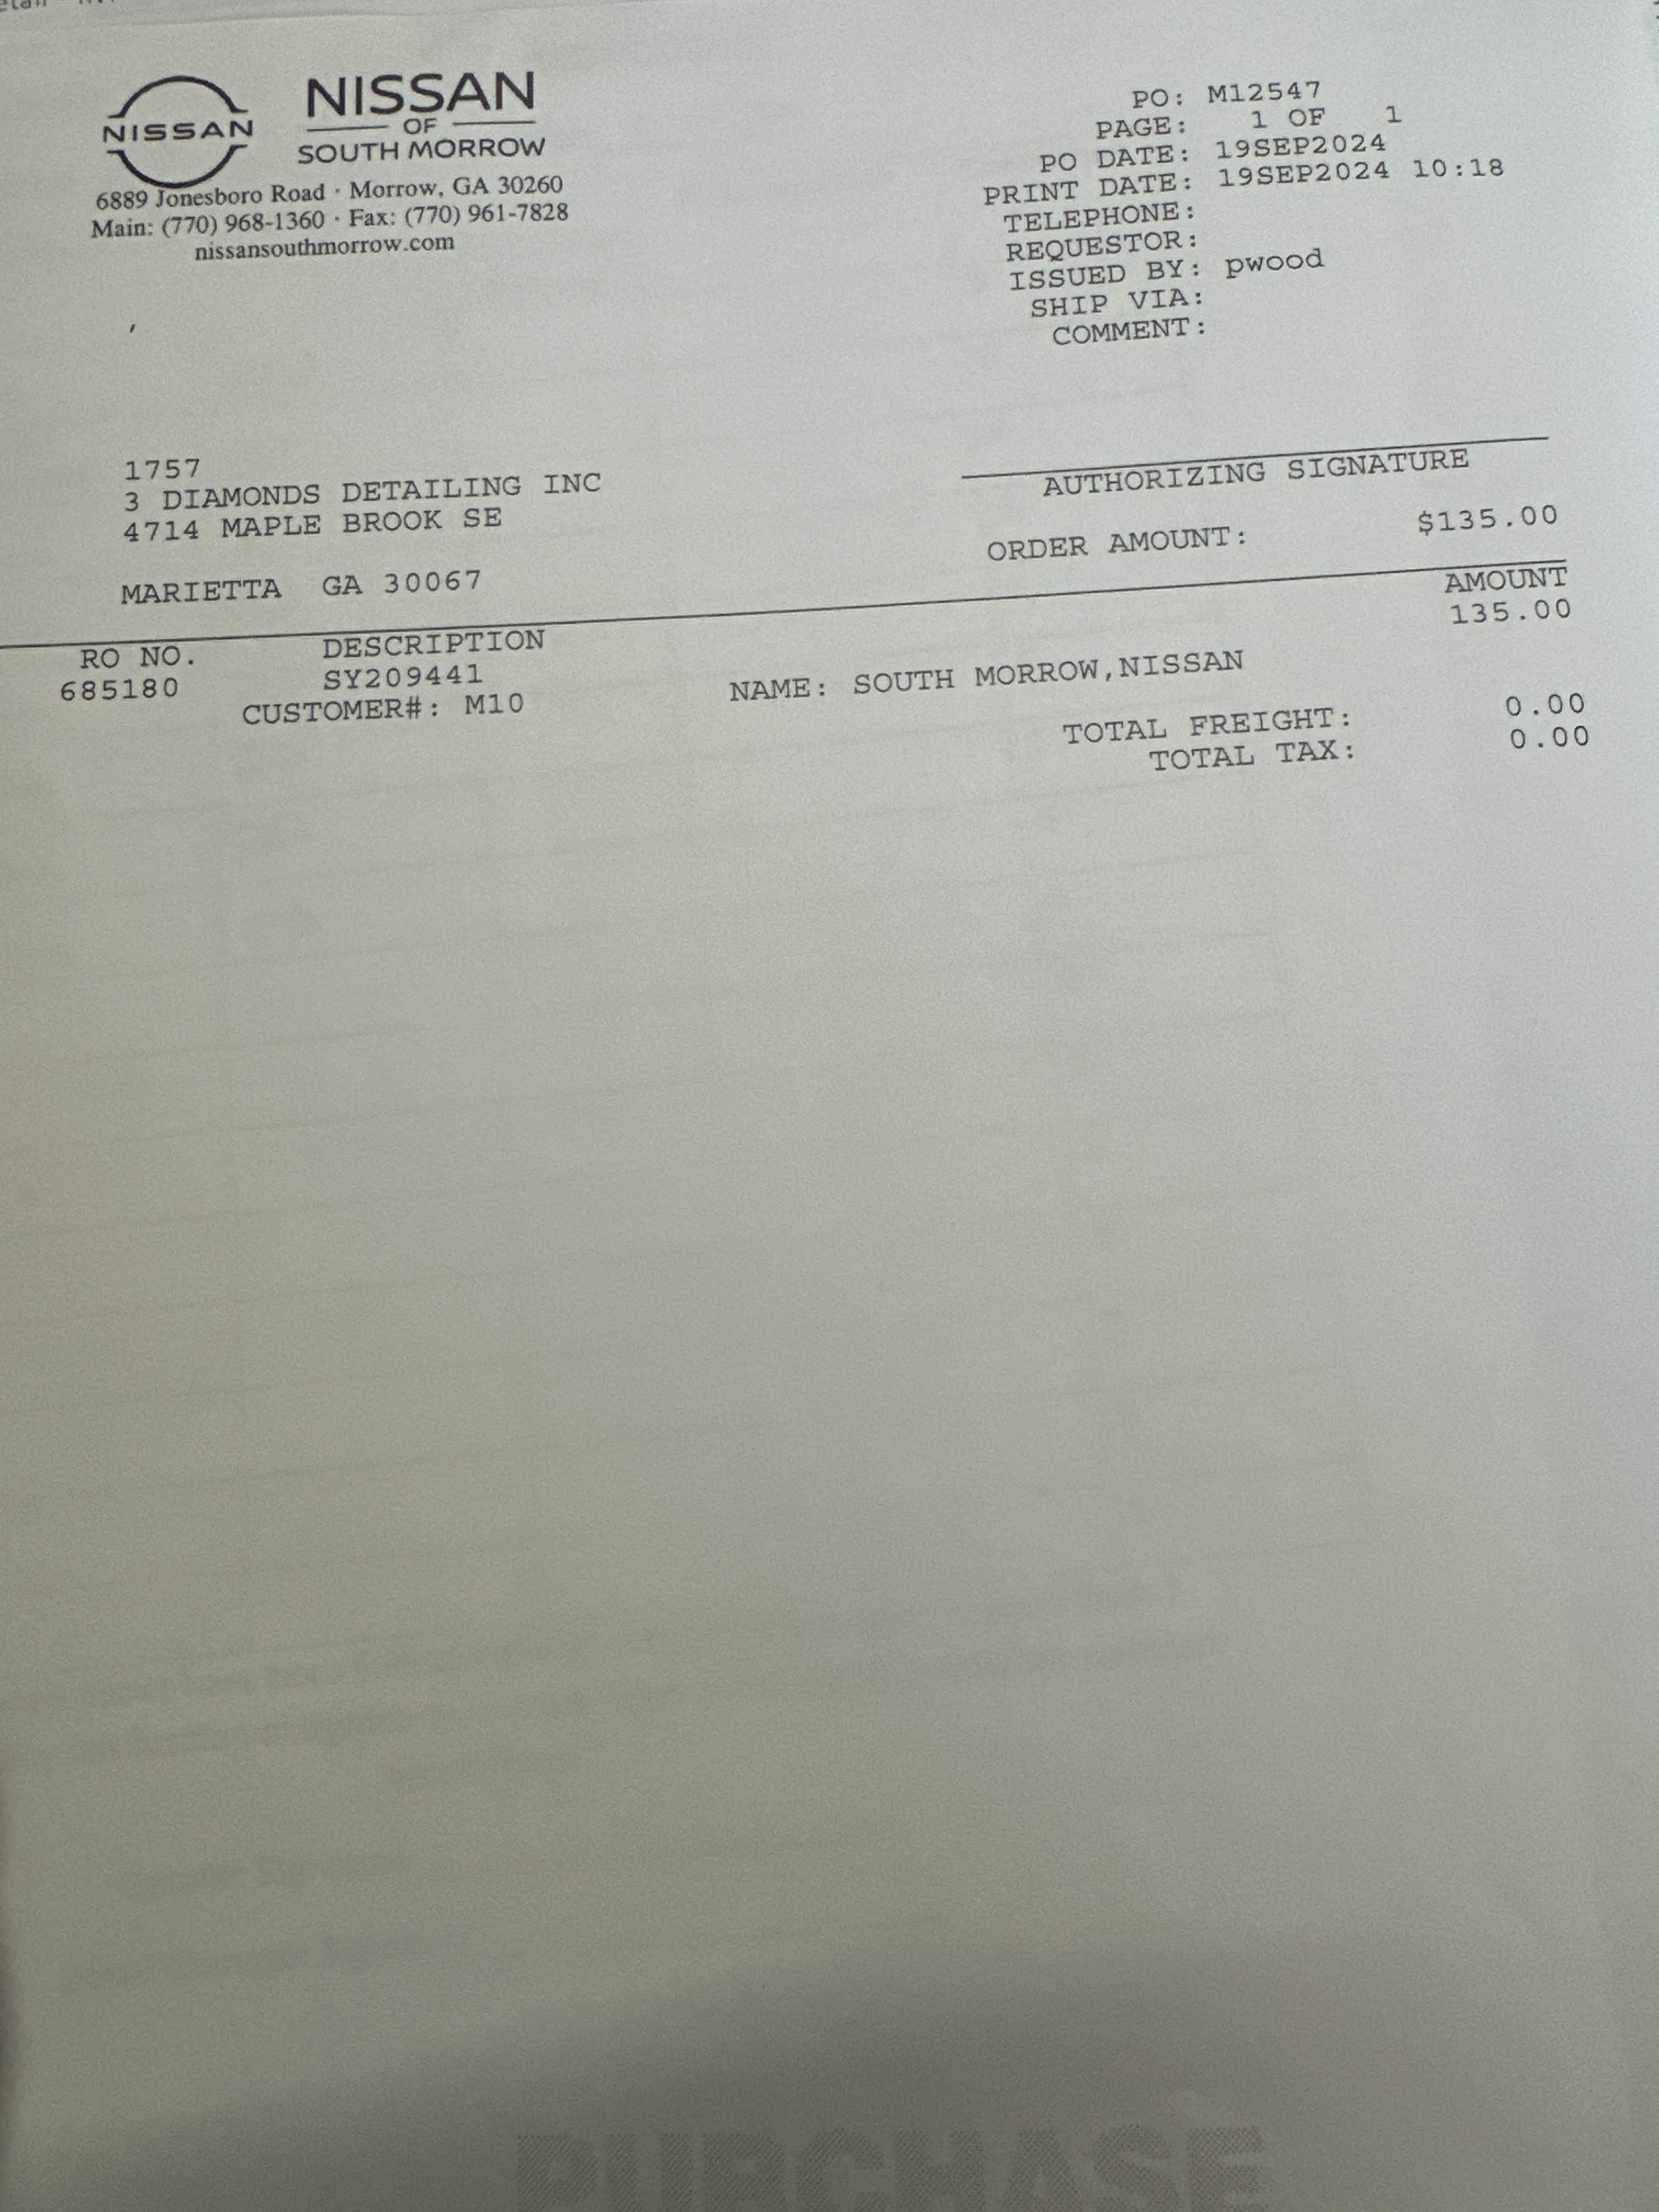 NISSAN
NISSAN
OF
SOUTH MORROW
6889 Jonesboro Road · Morrow, GA 30260
Main: (770) 968-1360 · Fax: (770) 961-7828
nissansouthmorrow.com
PO: M12547
PAGE: 1 OF 1
PO DATE: 19SEP2024
PRINT DATE: 19SEP2024 10:18
TELEPHONE:
REQUESTOR:
ISSUED BY: pwood
SHIP VIA:
COMMENT:
1757
3 DIAMONDS DETAILING INC
4714 MAPLE BROOK SE
MARIETTA GA 30067
AUTHORIZING SIGNATURE
ORDER AMOUNT: $135.00
RO NO. DESCRIPTION AMOUNT
685180 SY209441 135.00
CUSTOMER#: M10 NAME: SOUTH MORROW,NISSAN
TOTAL FREIGHT: 0.00
TOTAL TAX: 0.00
PURCHASE